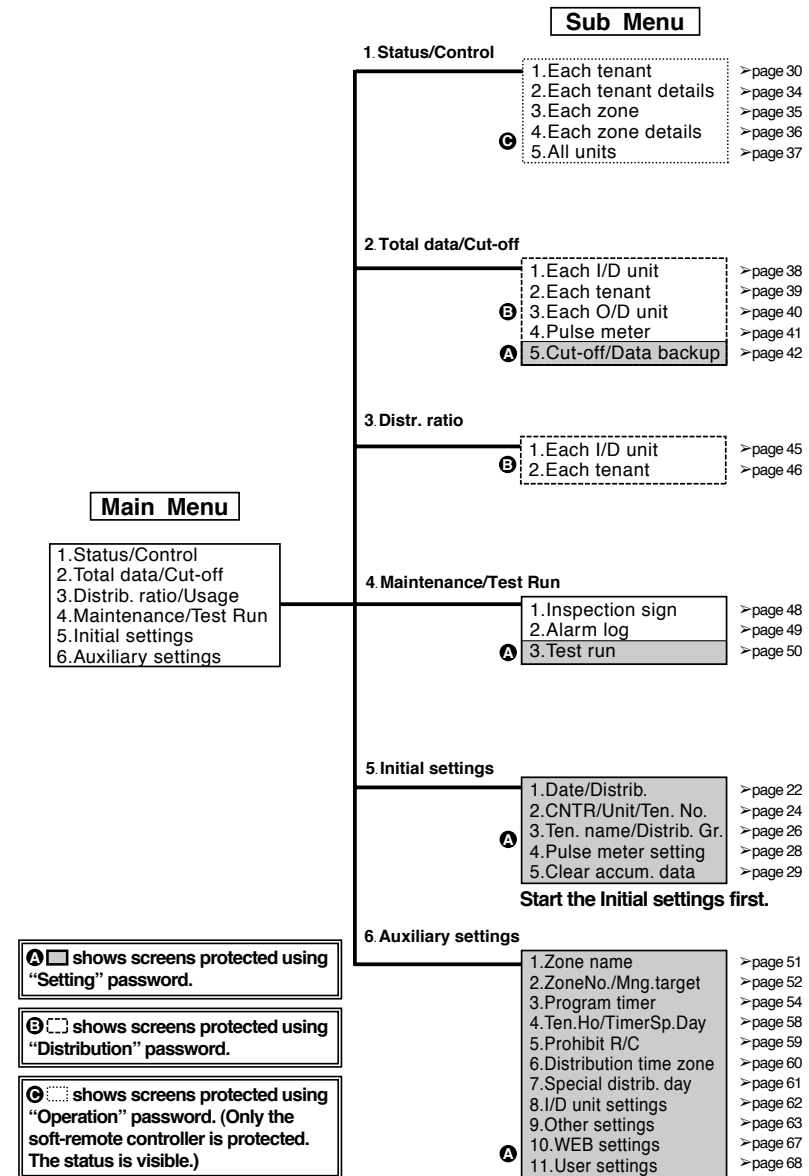 Sub Menu
1.Status/Control
1.Each tenant ➢page 30
2.Each tenant details ➢page 34
3.Each zone ➢page 35
4.Each zone details ➢page 36
C 5.All units ➢page 37
2.Total data/Cut-off
1.Each I/D unit ➢page 38
2.Each tenant ➢page 39
B 3.Each O/D unit ➢page 40
4.Pulse meter ➢page 41
A 5.Cut-off/Data backup ➢page 42
3.Distr. ratio
1.Each I/D unit ➢page 45
B 2.Each tenant ➢page 46
Main Menu
1.Status/Control
2.Total data/Cut-off
3.Distrib. ratio/Usage
4.Maintenance/Test Run
5.Initial settings
6.Auxiliary settings
4.Maintenance/Test Run
1.Inspection sign ➢page 48
2.Alarm log ➢page 49
A 3.Test run ➢page 50
5.Initial settings
1.Date/Distrib. ➢page 22
2.CNTR/Unit/Ten. No. ➢page 24
A 3.Ten. name/Distrib. Gr. ➢page 26
4.Pulse meter setting ➢page 28
5.Clear accum. data ➢page 29
Start the Initial settings first.
6.Auxiliary settings
1.Zone name ➢page 51
2.ZoneNo./Mng.target ➢page 52
3.Program timer ➢page 54
4.Ten.Ho/TimerSp.Day ➢page 58
5.Prohibit R/C ➢page 59
6.Distribution time zone ➢page 60
7.Special distrib. day ➢page 61
8.I/D unit settings ➢page 62
9.Other settings ➢page 63
A 10.WEB settings ➢page 67
11.User settings ➢page 68
A shows screens protected using
“Setting” password.
B shows screens protected using
“Distribution” password.
C shows screens protected using
“Operation” password. (Only the
soft-remote controller is protected.
The status is visible.)